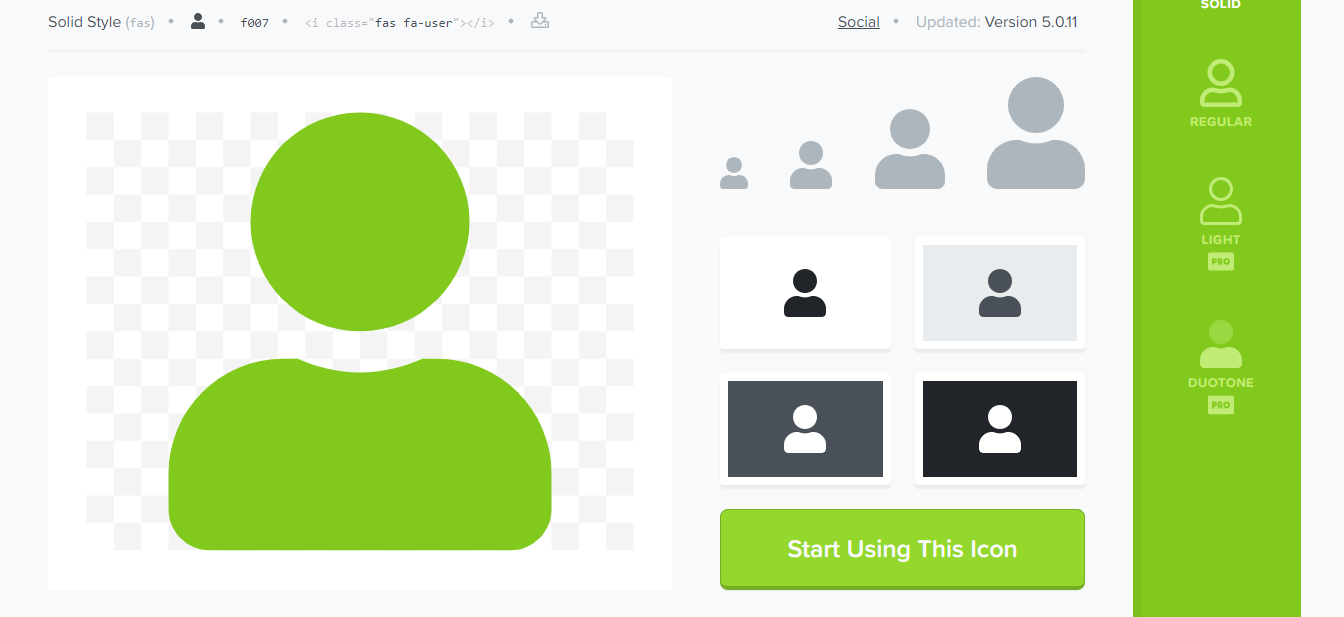 Solid Style (fas) • • f007 • <i class="fas fa-user"></i> •
Social • Updated: Version 5.0.11
SOLID
REGULAR
LIGHT
PRO
DUOTONE
PRO
Start Using This Icon